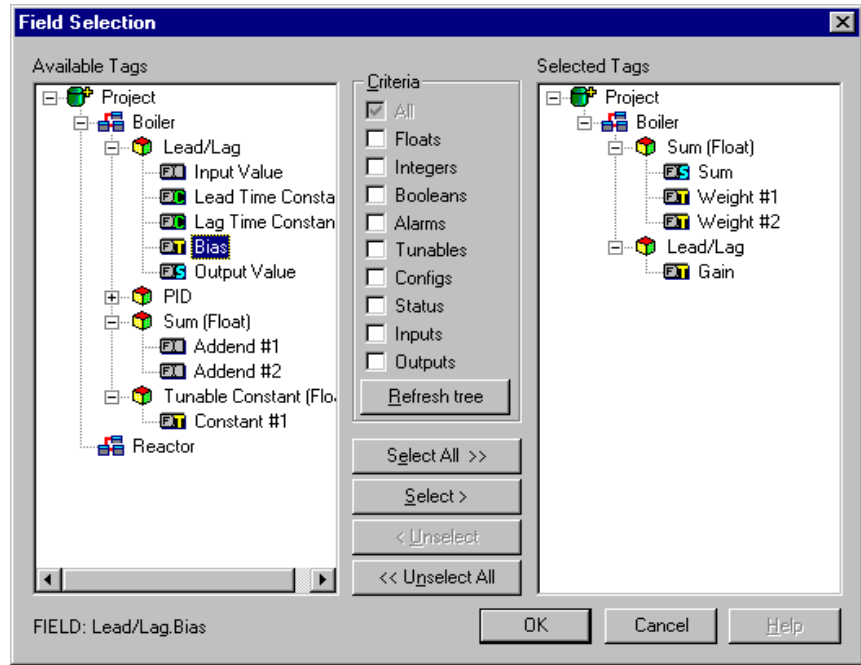 Field Selection
Available Tags
Project
Boiler
Lead/Lag
Input Value
Lead Time Consta
Lag Time Constan
Bias
Output Value
PID
Sum (Float)
Addend #1
Addend #2
Tunable Constant (Flo
Constant #1
Reactor
FIELD: Lead/Lag.Bias
Criteria
All
Floats
Integers
Booleans
Alarms
Tunables
Configs
Status
Inputs
Outputs
Refresh tree
Select All >>
Select >
< Unselect
<< Unselect All
Selected Tags
Project
Boiler
Sum (Float)
Sum
Weight #1
Weight #2
Lead/Lag
Gain
OK
Cancel
Help